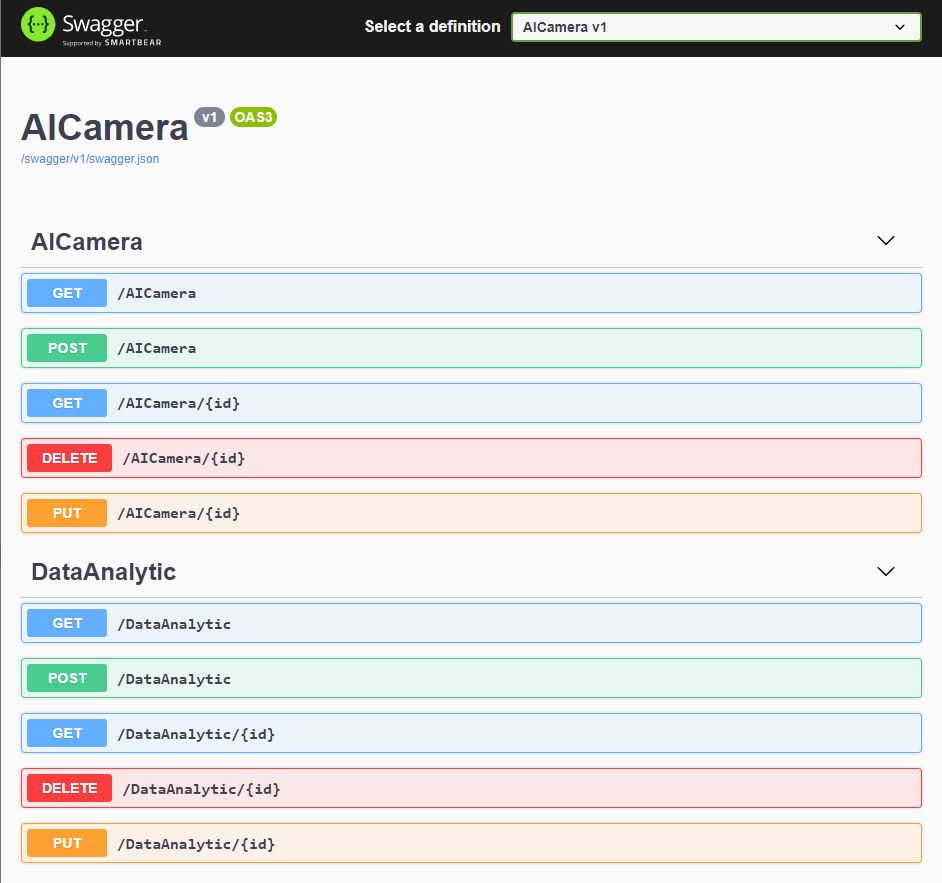 {···} Swagger
Supported by SMARTBEAR
Select a definition AICamera v1
AICamera v1 OAS3
/swagger/v1/swagger.json
AICamera
GET /AICamera
POST /AICamera
GET /AICamera/{id}
DELETE /AICamera/{id}
PUT /AICamera/{id}
DataAnalytic
GET /DataAnalytic
POST /DataAnalytic
GET /DataAnalytic/{id}
DELETE /DataAnalytic/{id}
PUT /DataAnalytic/{id}